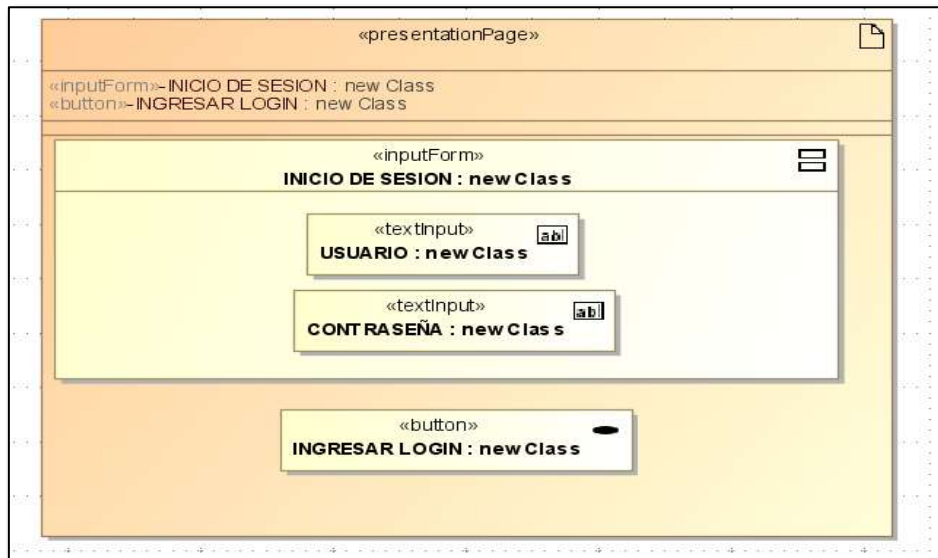 «presentationPage»
«inputForm»-INICIO DE SESION : new Class
«button»-INGRESAR LOGIN : new Class
«inputForm»
INICIO DE SESION : new Class
«textInput»
abl
USUARIO : new Class
«textInput»
abl
CONTRASEÑA : new Class
«button»
INGRESAR LOGIN : new Class